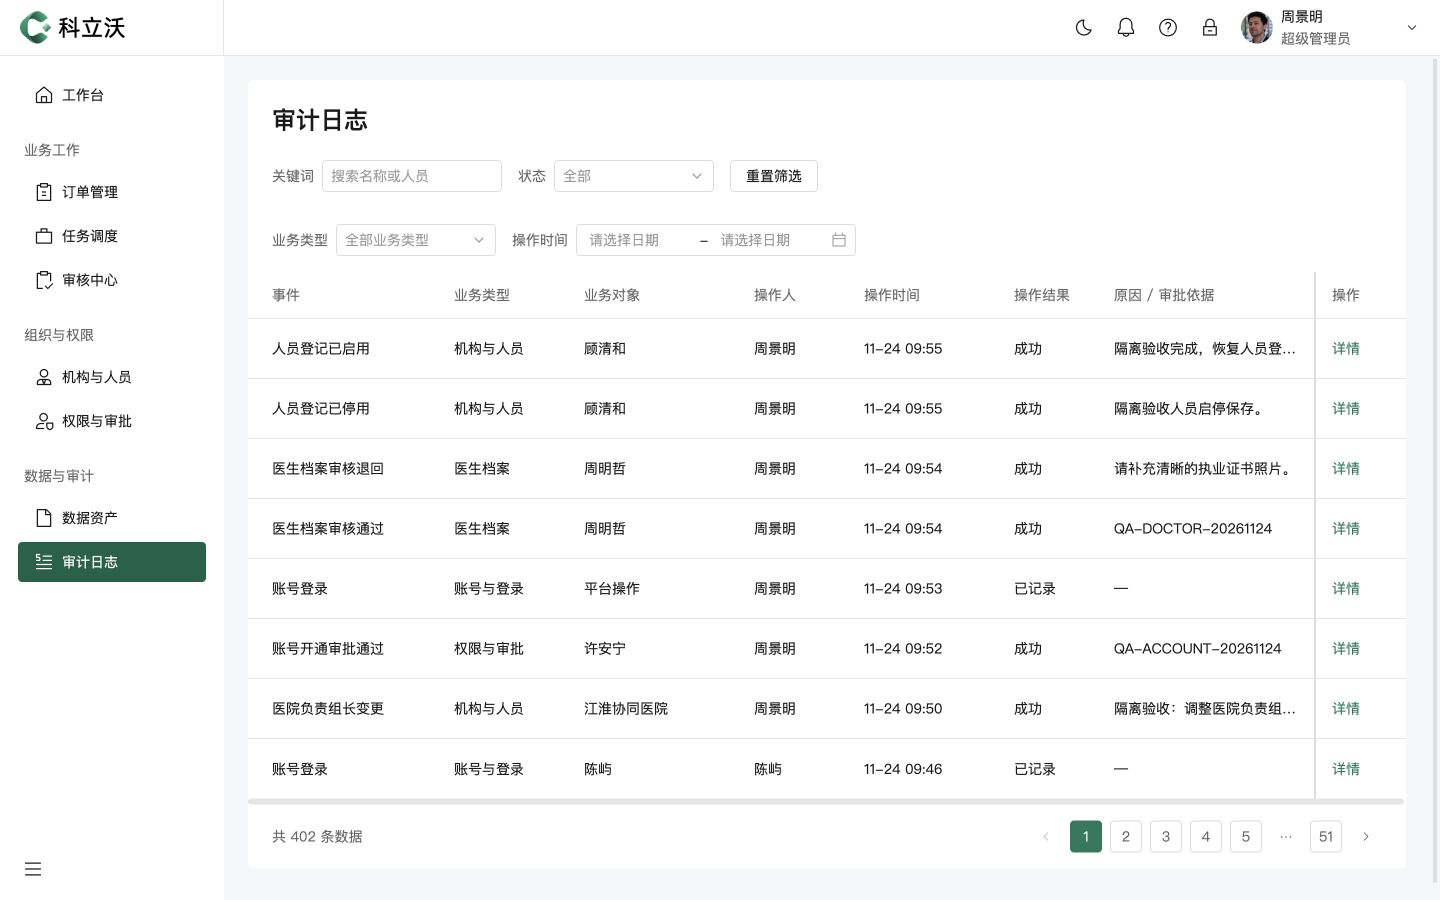 科立沃
周景明
超级管理员
工作台
业务工作
订单管理
任务调度
审核中心
组织与权限
机构与人员
权限与审批
数据与审计
数据资产
审计日志
审计日志
关键词 搜索名称或人员 状态 全部 重置筛选
业务类型 全部业务类型 操作时间 请选择日期 – 请选择日期
事件 业务类型 业务对象 操作人 操作时间 操作结果 原因 / 审批依据 操作
人员登记已启用 机构与人员 顾清和 周景明 11-24 09:55 成功 隔离验收完成，恢复人员登... 详情
人员登记已停用 机构与人员 顾清和 周景明 11-24 09:55 成功 隔离验收人员启停保存。 详情
医生档案审核退回 医生档案 周明哲 周景明 11-24 09:54 成功 请补充清晰的执业证书照片。 详情
医生档案审核通过 医生档案 周明哲 周景明 11-24 09:54 成功 QA-DOCTOR-20261124 详情
账号登录 账号与登录 平台操作 周景明 11-24 09:53 已记录 — 详情
账号开通审批通过 权限与审批 许安宁 周景明 11-24 09:52 成功 QA-ACCOUNT-20261124 详情
医院负责组长变更 机构与人员 江淮协同医院 周景明 11-24 09:50 成功 隔离验收：调整医院负责组... 详情
账号登录 账号与登录 陈屿 陈屿 11-24 09:46 已记录 — 详情
共 402 条数据 1 2 3 4 5 ··· 51